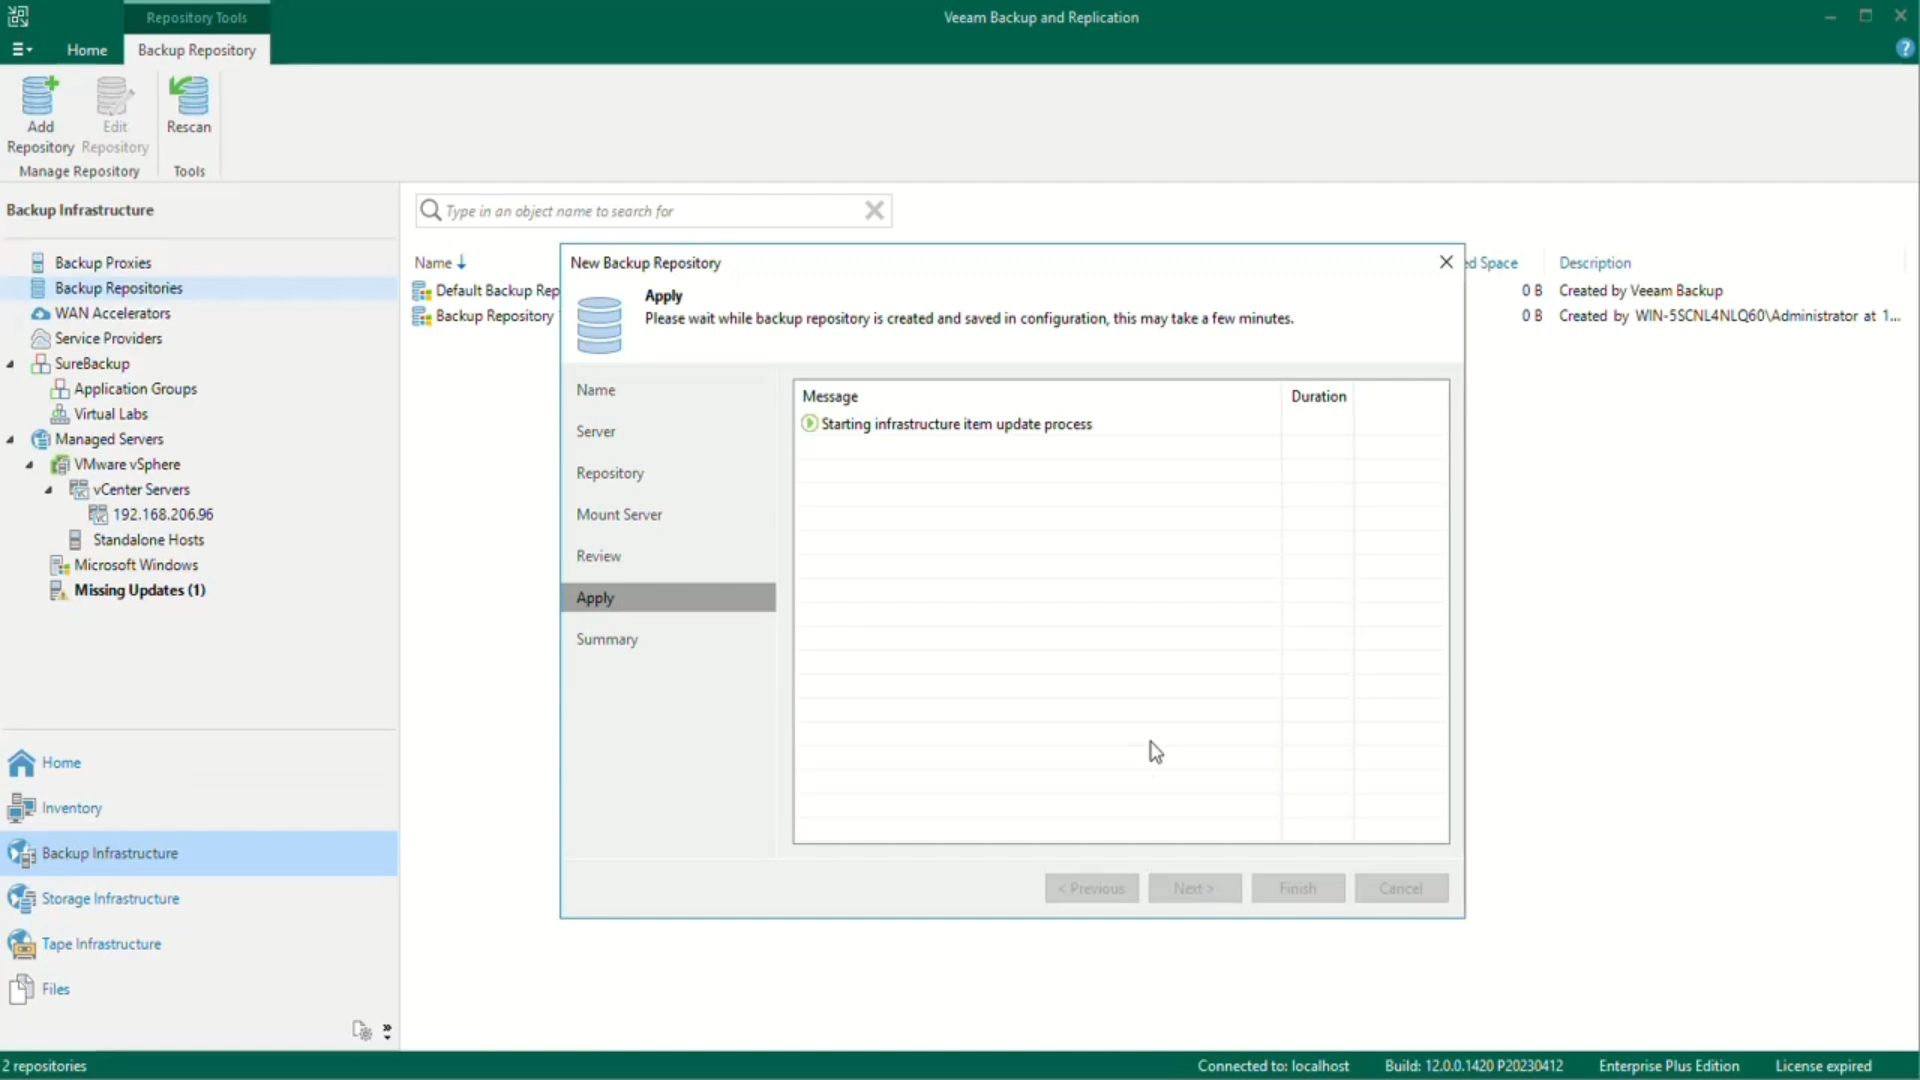 Repository Tools
Veeam Backup and Replication
Home
Backup Repository
Add Repository
Edit Repository
Rescan
Manage Repository
Tools
Backup Infrastructure
Backup Proxies
Backup Repositories
WAN Accelerators
Service Providers
SureBackup
Application Groups
Virtual Labs
Managed Servers
VMware vSphere
vCenter Servers
192.168.206.96
Standalone Hosts
Microsoft Windows
Missing Updates (1)
Home
Inventory
Backup Infrastructure
Storage Infrastructure
Tape Infrastructure
Files
Type in an object name to search for
Name
ed Space
Description
Default Backup Rep
0 B
Created by Veeam Backup
Backup Repository
0 B
Created by WIN-5SCNL4NLQ60\Administrator at 1...
New Backup Repository
Apply
Please wait while backup repository is created and saved in configuration, this may take a few minutes.
Name
Server
Repository
Mount Server
Review
Apply
Summary
Message
Duration
Starting infrastructure item update process
< Previous
Next >
Finish
Cancel
2 repositories
Connected to: localhost
Build: 12.0.0.1420 P20230412
Enterprise Plus Edition
License expired